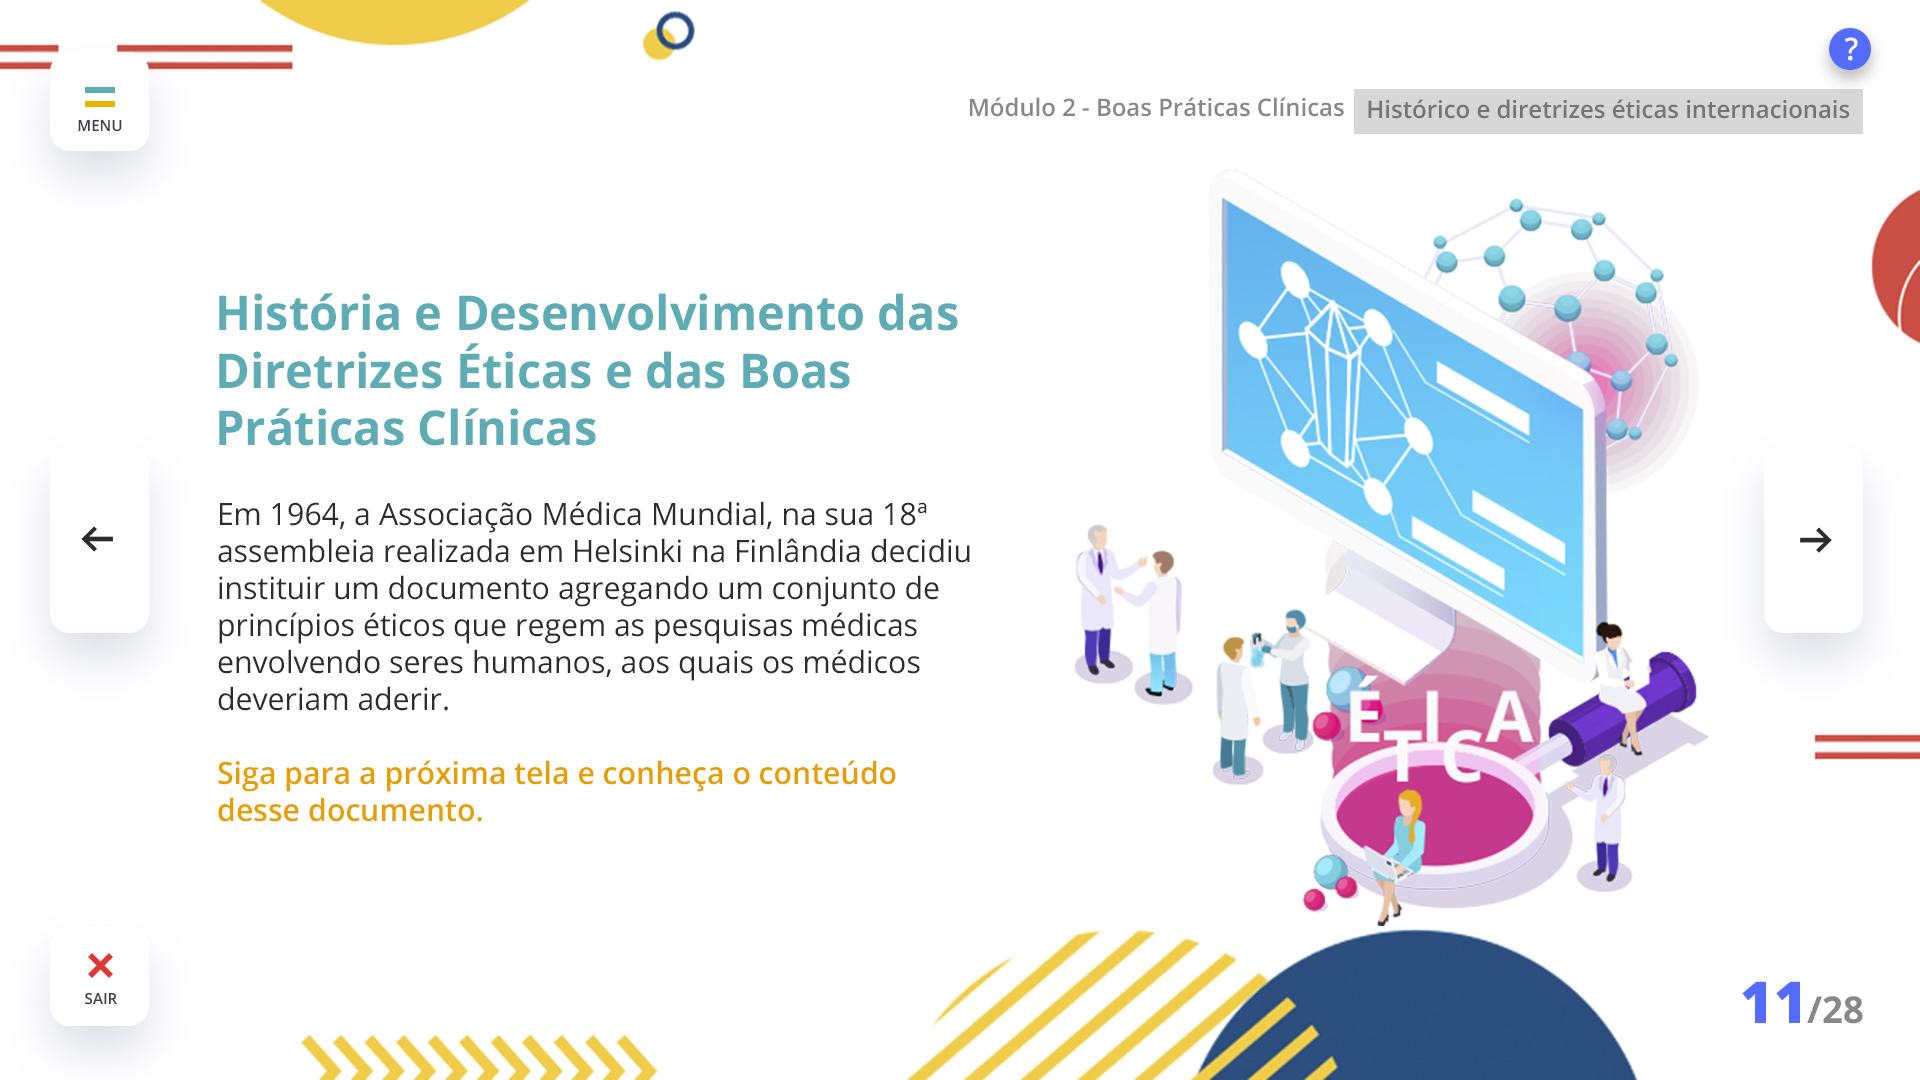 ?
MENU
Módulo 2 - Boas Práticas Clínicas
Histórico e diretrizes éticas internacionais
História e Desenvolvimento das
Diretrizes Éticas e das Boas
Práticas Clínicas
Em 1964, a Associação Médica Mundial, na sua 18ª
assembleia realizada em Helsinki na Finlândia decidiu
instituir um documento agregando um conjunto de
princípios éticos que regem as pesquisas médicas
envolvendo seres humanos, aos quais os médicos
deveriam aderir.
Siga para a próxima tela e conheça o conteúdo
desse documento.
ÉTICA
SAIR
11/28